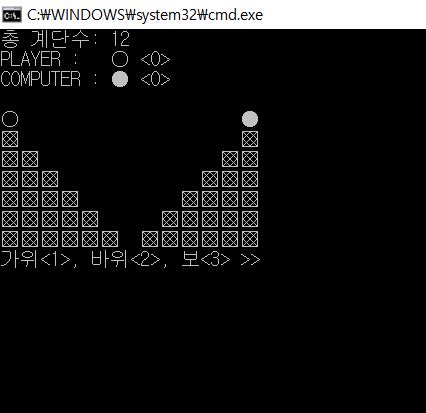 C:₩WINDOWS₩system32₩cmd.exe
총 계단수: 12
PLAYER : ○ <0>
COMPUTER : ● <0>
가위<1>, 바위<2>, 보<3> >>